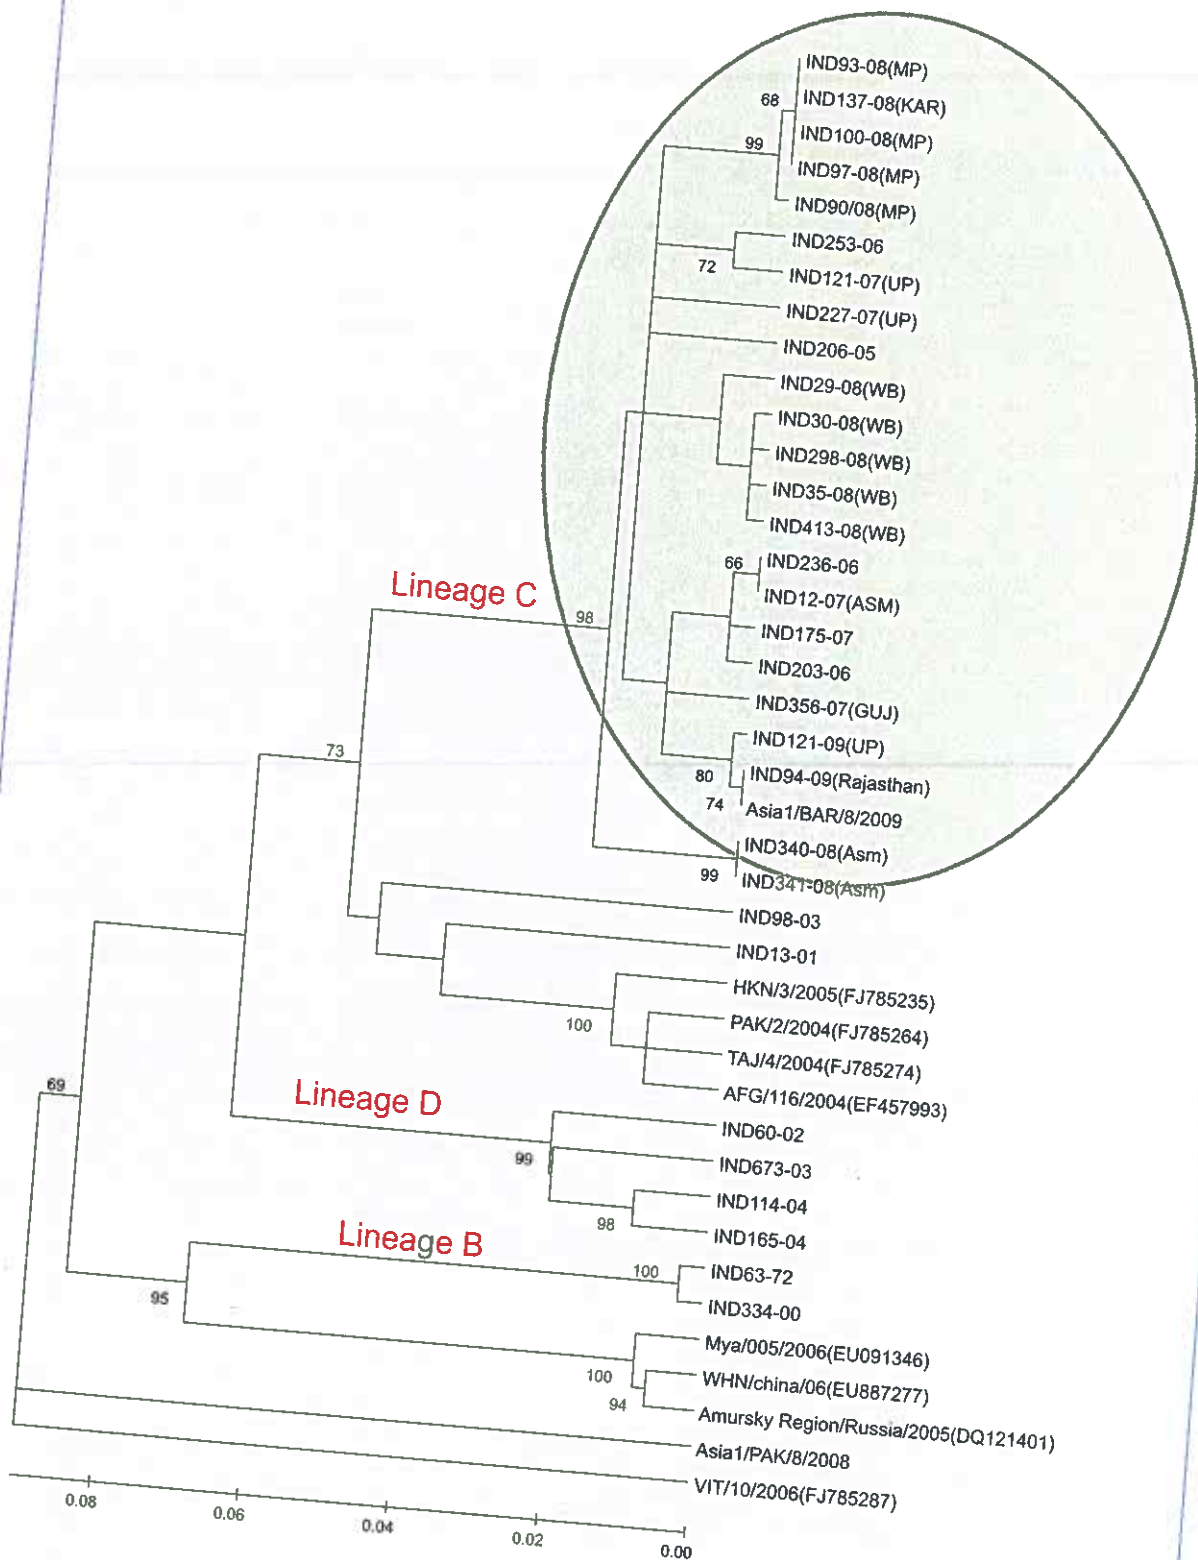 IND93-08(MP)
68
IND137-08(KAR)
IND100-08(MP)
99
IND97-08(MP)
IND90/08(MP)
IND253-06
72
IND121-07(UP)
IND227-07(UP)
IND206-05
IND29-08(WB)
IND30-08(WB)
IND298-08(WB)
IND35-08(WB)
IND413-08(WB)
66
IND236-06
Lineage C
98
IND12-07(ASM)
IND175-07
IND203-06
IND356-07(GUJ)
73
IND121-09(UP)
80
IND94-09(Rajasthan)
74
Asia1/BAR/8/2009
IND340-08(Asm)
99
IND341-08(Asm)
IND98-03
IND13-01
HKN/3/2005(FJ785235)
100
PAK/2/2004(FJ785264)
TAJ/4/2004(FJ785274)
69
Lineage D
AFG/116/2004(EF457993)
IND60-02
99
IND673-03
IND114-04
98
IND165-04
Lineage B
100
IND63-72
95
IND334-00
Mya/005/2006(EU091346)
100
WHN/china/06(EU887277)
94
Amursky Region/Russia/2005(DQ121401)
Asia1/PAK/8/2008
VIT/10/2006(FJ785287)
0.08
0.06
0.04
0.02
0.00